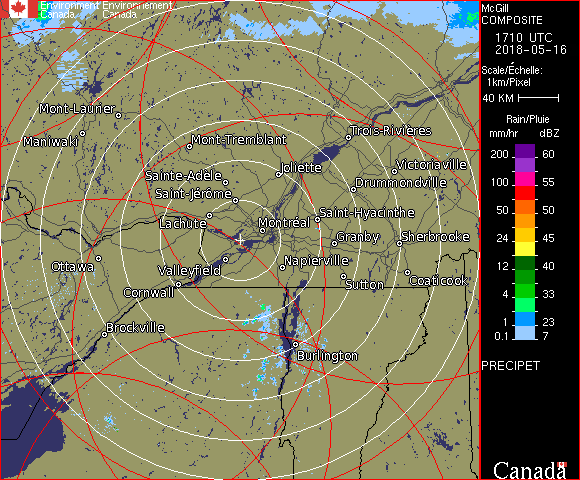 Environment Environnement
Canada Canada
Mont-Laurier
Maniwaki
Mont-Tremblant
Trois-Rivières
Joliette
Victoriaville
Sainte-Adèle
Drummondville
Saint-Jérôme
Lachute
Montréal
Saint-Hyacinthe
Granby
Sherbrooke
Ottawa
Valleyfield
Napierville
Cornwall
Sutton
Coaticook
Brockville
Burlington
McGill
COMPOSITE
1710 UTC
2018-05-16
Scale/Échelle:
1km/Pixel
40 KM
Rain/Pluie
mm/hr dBZ
200 60
100 55
50 50
24 45
12 40
4 33
1 23
0.1 7
PRECIPET
Canada